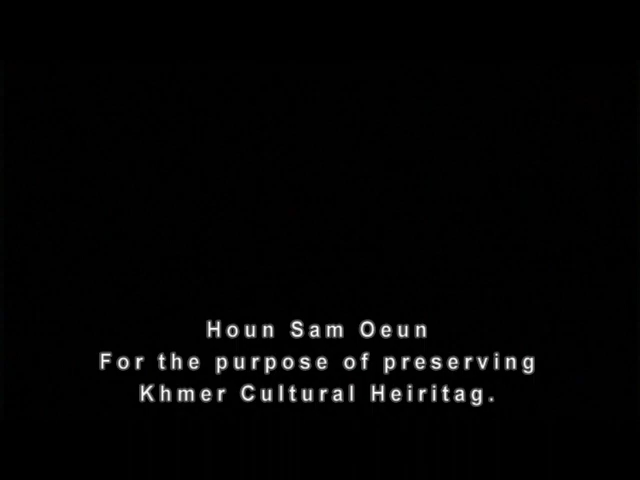 Houn Sam Oeun
For the purpose of preserving
Khmer Cultural Heiritag.